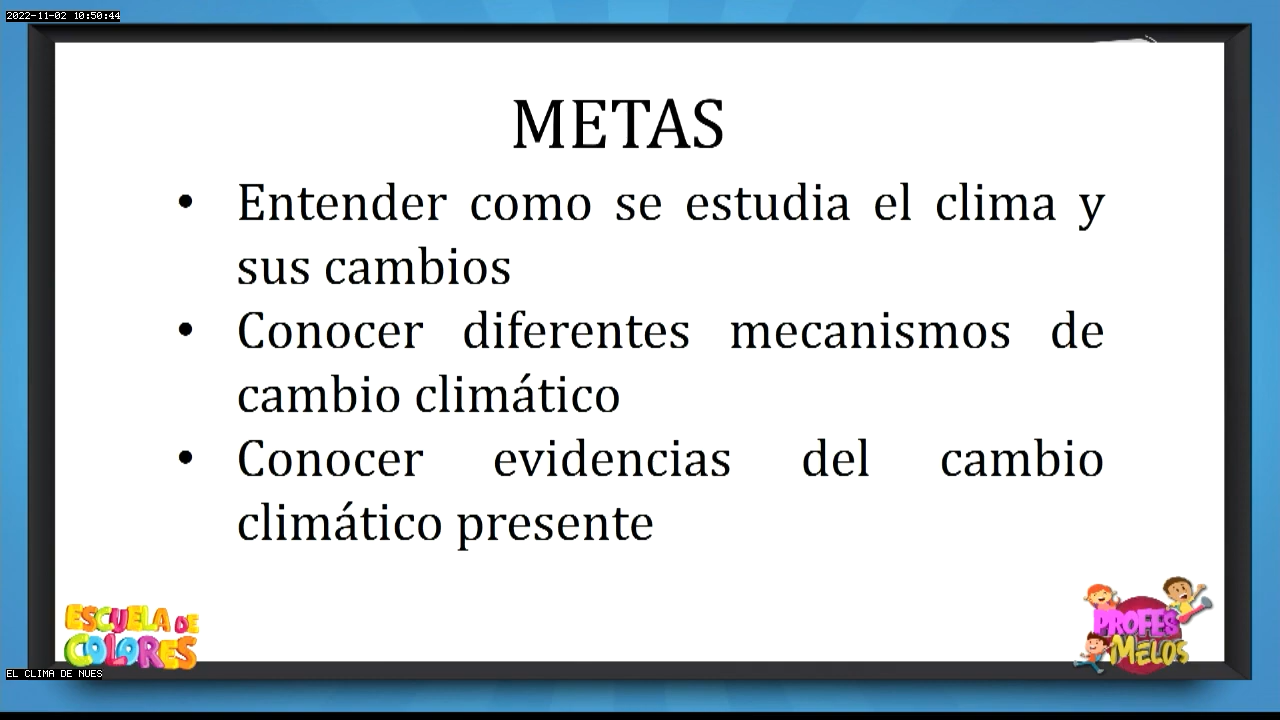 2022-11-02 10:50:44
METAS
• Entender como se estudia el clima y
sus cambios
• Conocer diferentes mecanismos de
cambio climático
• Conocer evidencias del cambio
climático presente
ESCUELA DE
COLORES
PROFES
MELOS
EL CLIMA DE NUES